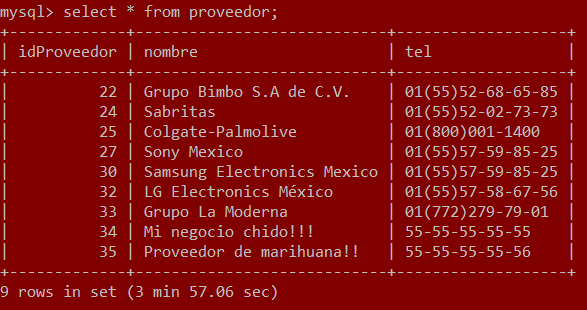 mysql> select * from proveedor;
+-------------+----------------------------+-------------------+
| idProveedor | nombre                     | tel               |
+-------------+----------------------------+-------------------+
|          22 | Grupo Bimbo S.A de C.V.    | 01(55)52-68-65-85 |
|          24 | Sabritas                   | 01(55)52-02-73-73 |
|          25 | Colgate-Palmolive          | 01(800)001-1400   |
|          27 | Sony Mexico                | 01(55)57-59-85-25 |
|          30 | Samsung Electronics Mexico | 01(55)57-59-85-25 |
|          32 | LG Electronics México      | 01(55)57-58-67-56 |
|          33 | Grupo La Moderna           | 01(772)279-79-01  |
|          34 | Mi negocio chido!!!        | 55-55-55-55-55    |
|          35 | Proveedor de marihuana!!   | 55-55-55-55-56    |
+-------------+----------------------------+-------------------+
9 rows in set (3 min 57.06 sec)